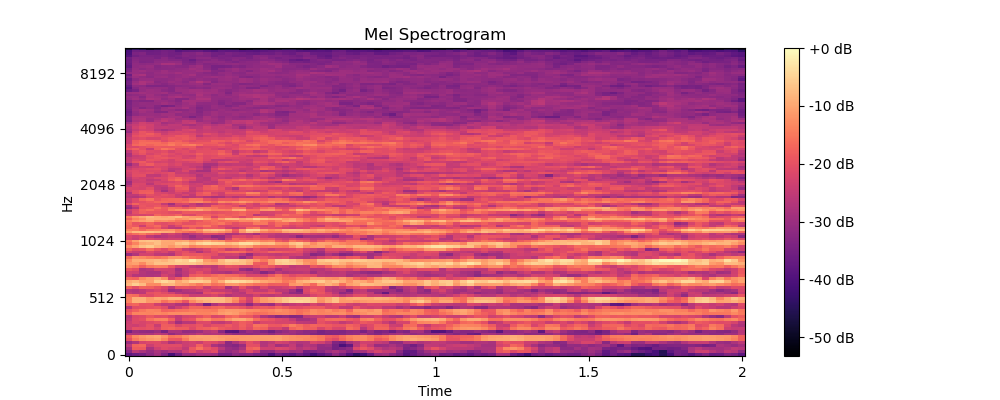 Mel Spectrogram
Hz
8192
4096
2048
1024
512
0
0
0.5
1
1.5
2
Time
+0 dB
-10 dB
-20 dB
-30 dB
-40 dB
-50 dB